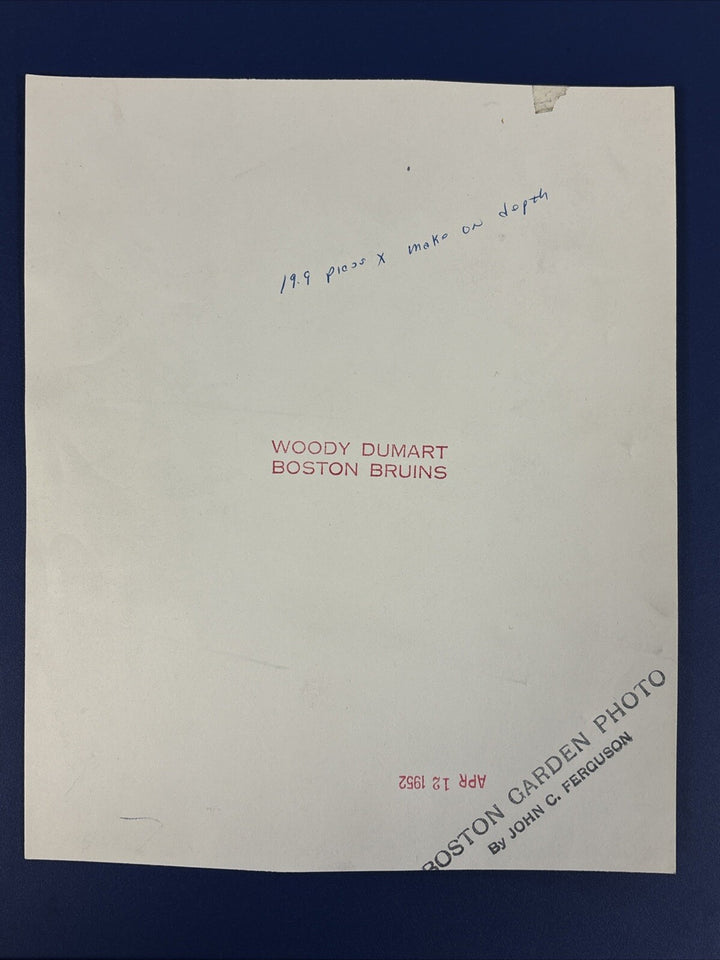 19.9 picas x make on depth
WOODY DUMART
BOSTON BRUINS
APR 12 1952
BOSTON GARDEN PHOTO
By JOHN C. FERGUSON